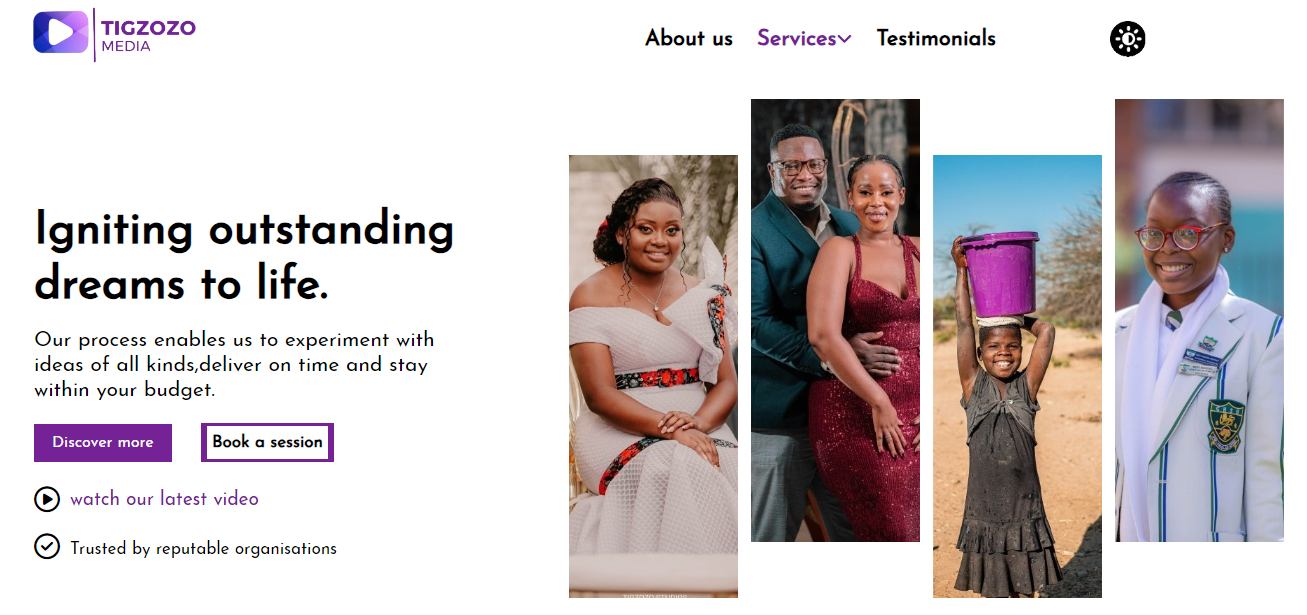 TIGZOZO
MEDIA
About us
Services
Testimonials
Igniting outstanding
dreams to life.
Our process enables us to experiment with
ideas of all kinds,deliver on time and stay
within your budget.
Discover more
Book a session
watch our latest video
Trusted by reputable organisations
TIGZOZO STUDIOS